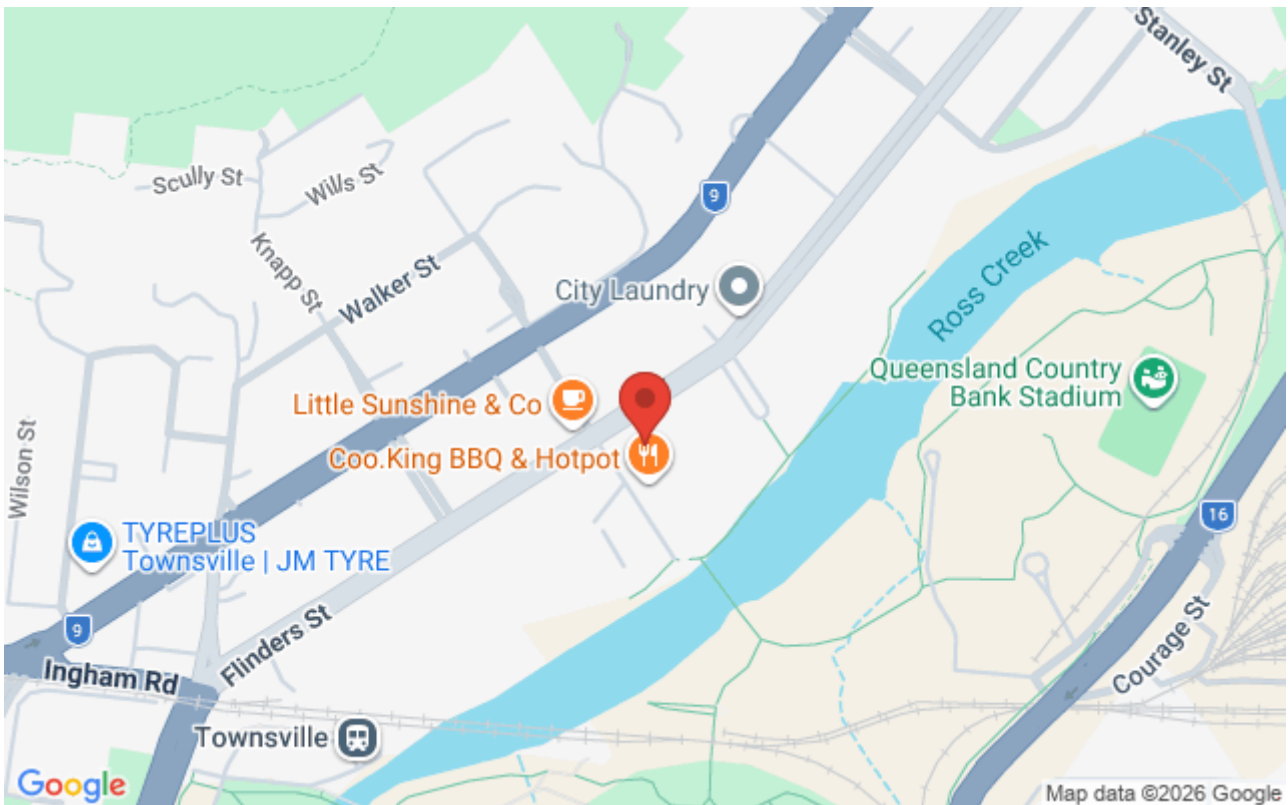 Stanley St
Scully St
Wills St
9
Knapp St
Walker St
City Laundry
Ross Creek
Queensland Country
Bank Stadium
Little Sunshine & Co
Coo.King BBQ & Hotpot
Wilson St
16
TYREPLUS
Townsville | JM TYRE
9
Flinders St
Courage St
Ingham Rd
Townsville
Google
Map data ©2026 Google